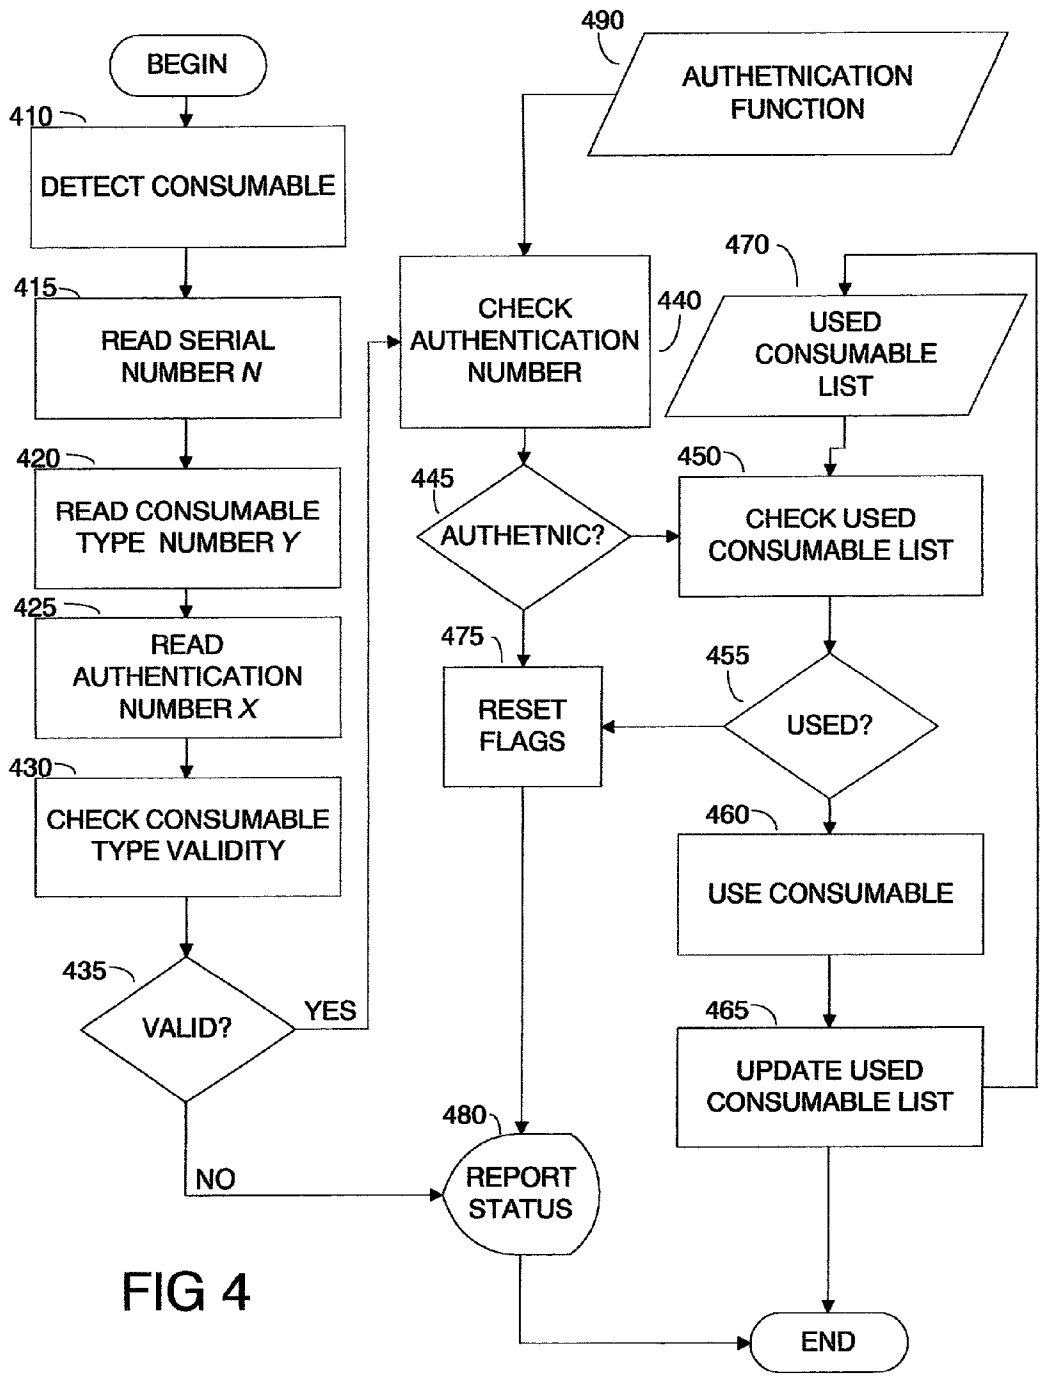 BEGIN
410
DETECT CONSUMABLE
415
READ SERIAL
NUMBER N
420
READ CONSUMABLE
TYPE NUMBER Y
425
READ
AUTHENTICATION
NUMBER X
430
CHECK CONSUMABLE
TYPE VALIDITY
435
VALID?
YES
NO
490
AUTHETNICATION
FUNCTION
CHECK
AUTHENTICATION
NUMBER
440
445
AUTHETNIC?
475
RESET
FLAGS
480
REPORT
STATUS
470
USED
CONSUMABLE
LIST
450
CHECK USED
CONSUMABLE LIST
455
USED?
460
USE CONSUMABLE
465
UPDATE USED
CONSUMABLE LIST
END
FIG 4